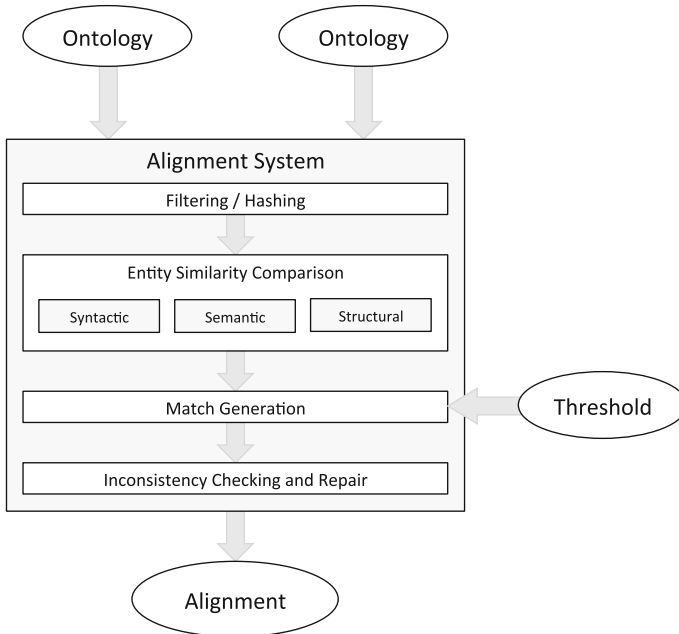 Ontology
Ontology
Alignment System
Filtering / Hashing
Entity Similarity Comparison
Syntactic
Semantic
Structural
Match Generation
Threshold
Inconsistency Checking and Repair
Alignment